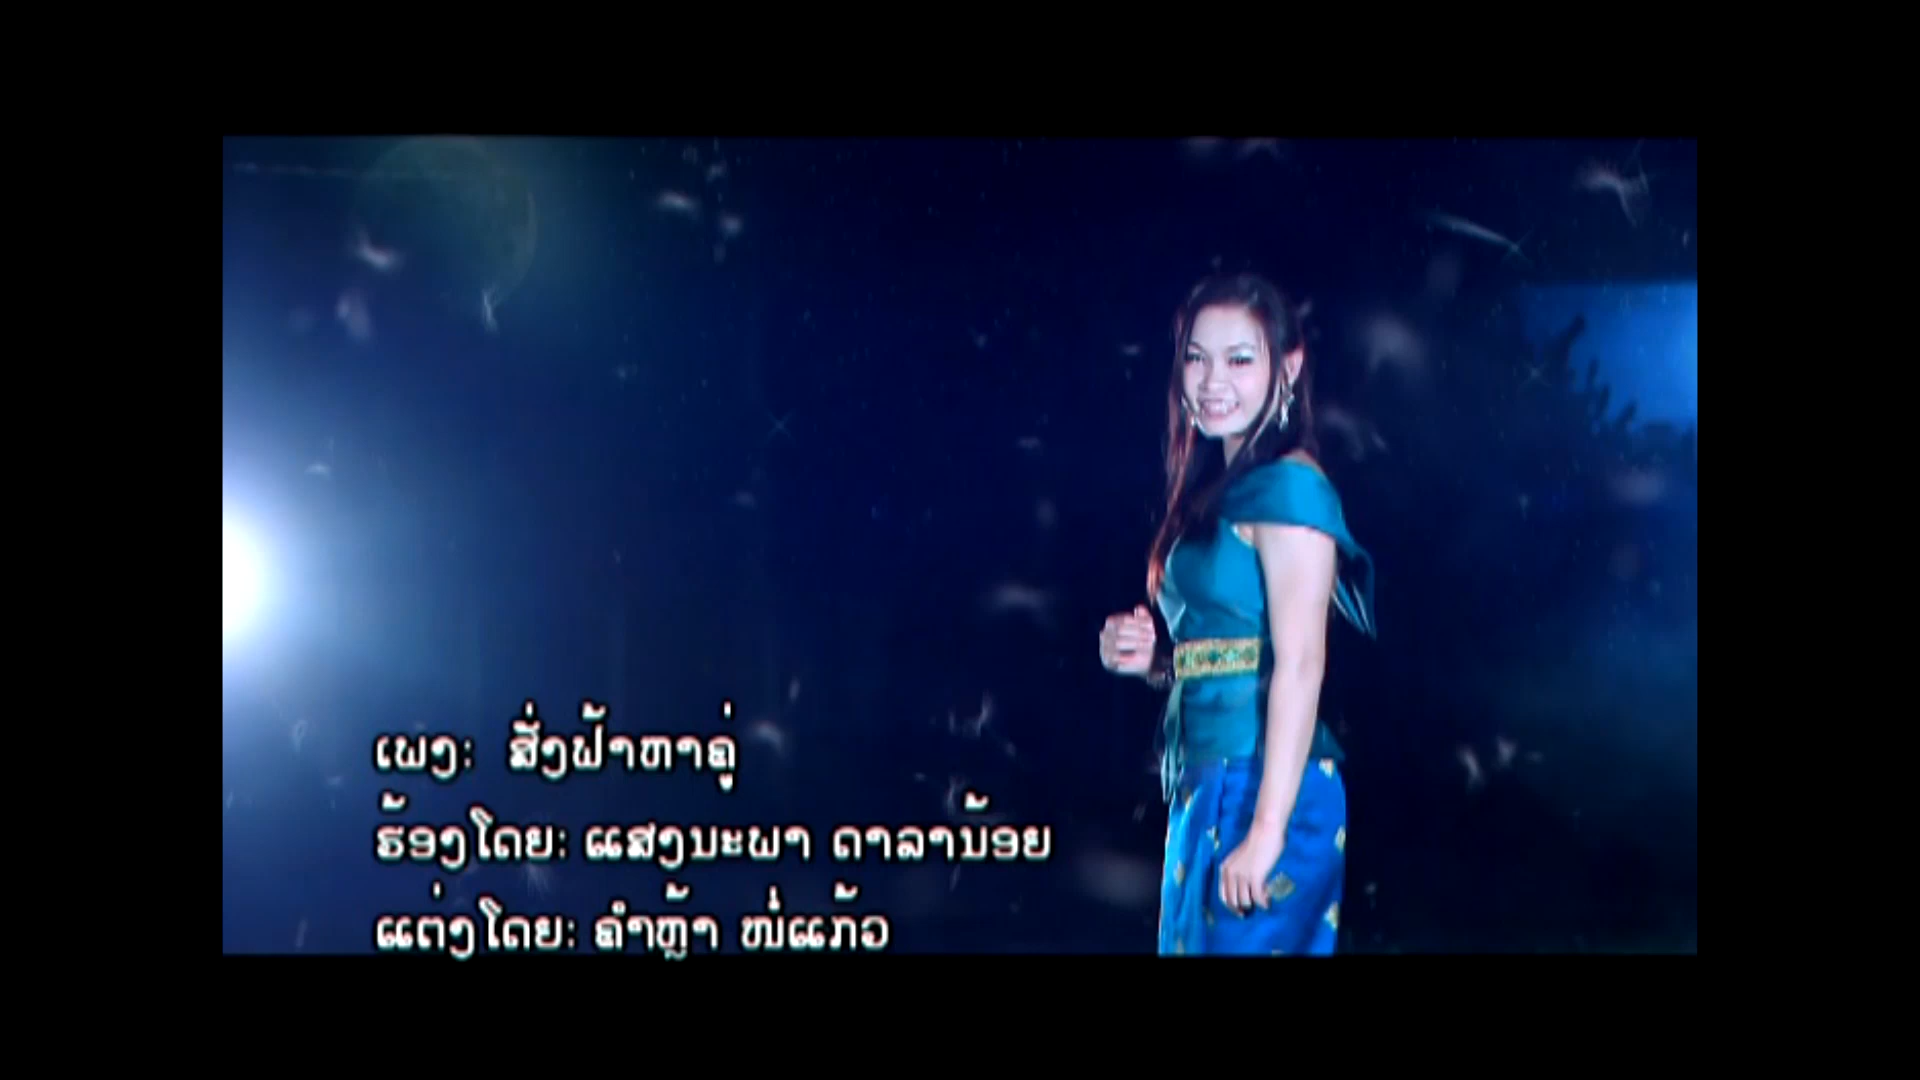 ເພງ: ສັ່ງຟ້າຫາຄູ່
ຮ້ອງໂດຍ: ແສງນະພາ ດາລານ້ອຍ
ແຕ່ງໂດຍ: ຄຳຫຼ້າ ໜໍ່ແກ້ວ